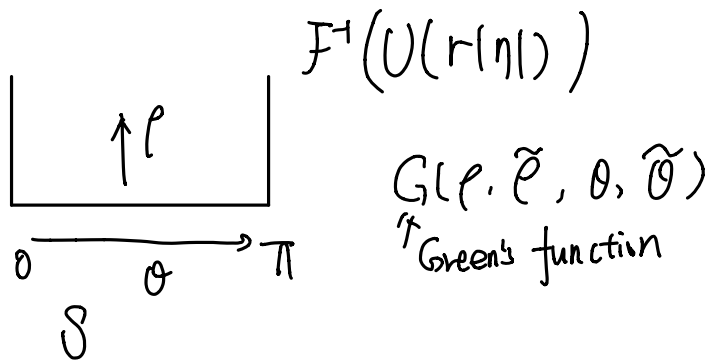 F⁻¹(U(r|η|))
ρ
G(ρ, ρ̃, θ, θ̃)
↑ Green's function
0 θ π
S